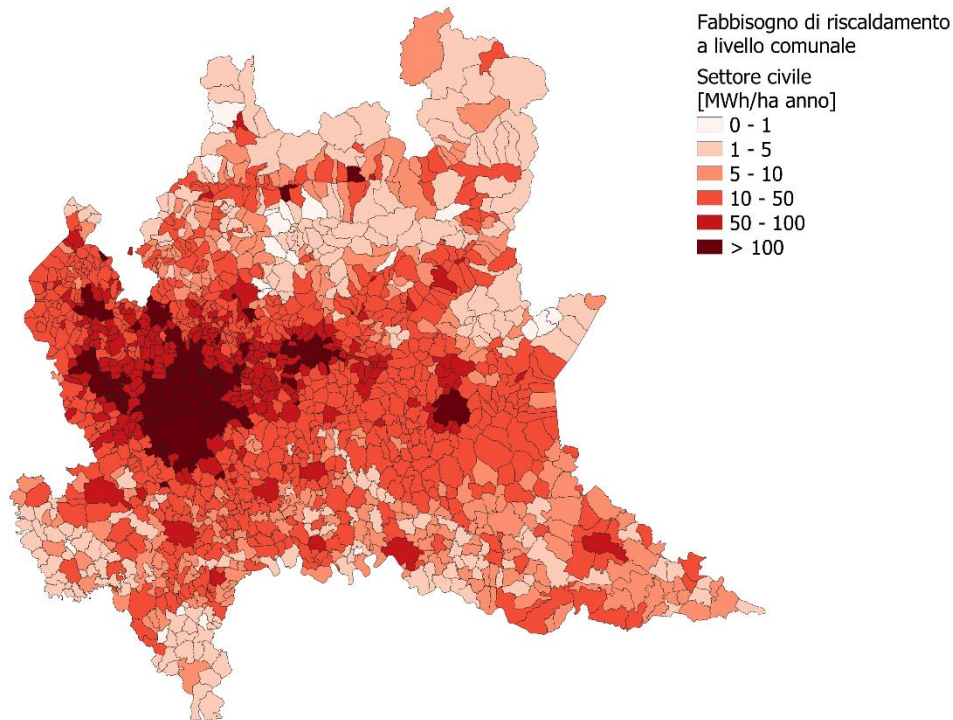 Fabbisogno di riscaldamento
a livello comunale
Settore civile
[MWh/ha anno]
0 - 1
1 - 5
5 - 10
10 - 50
50 - 100
> 100